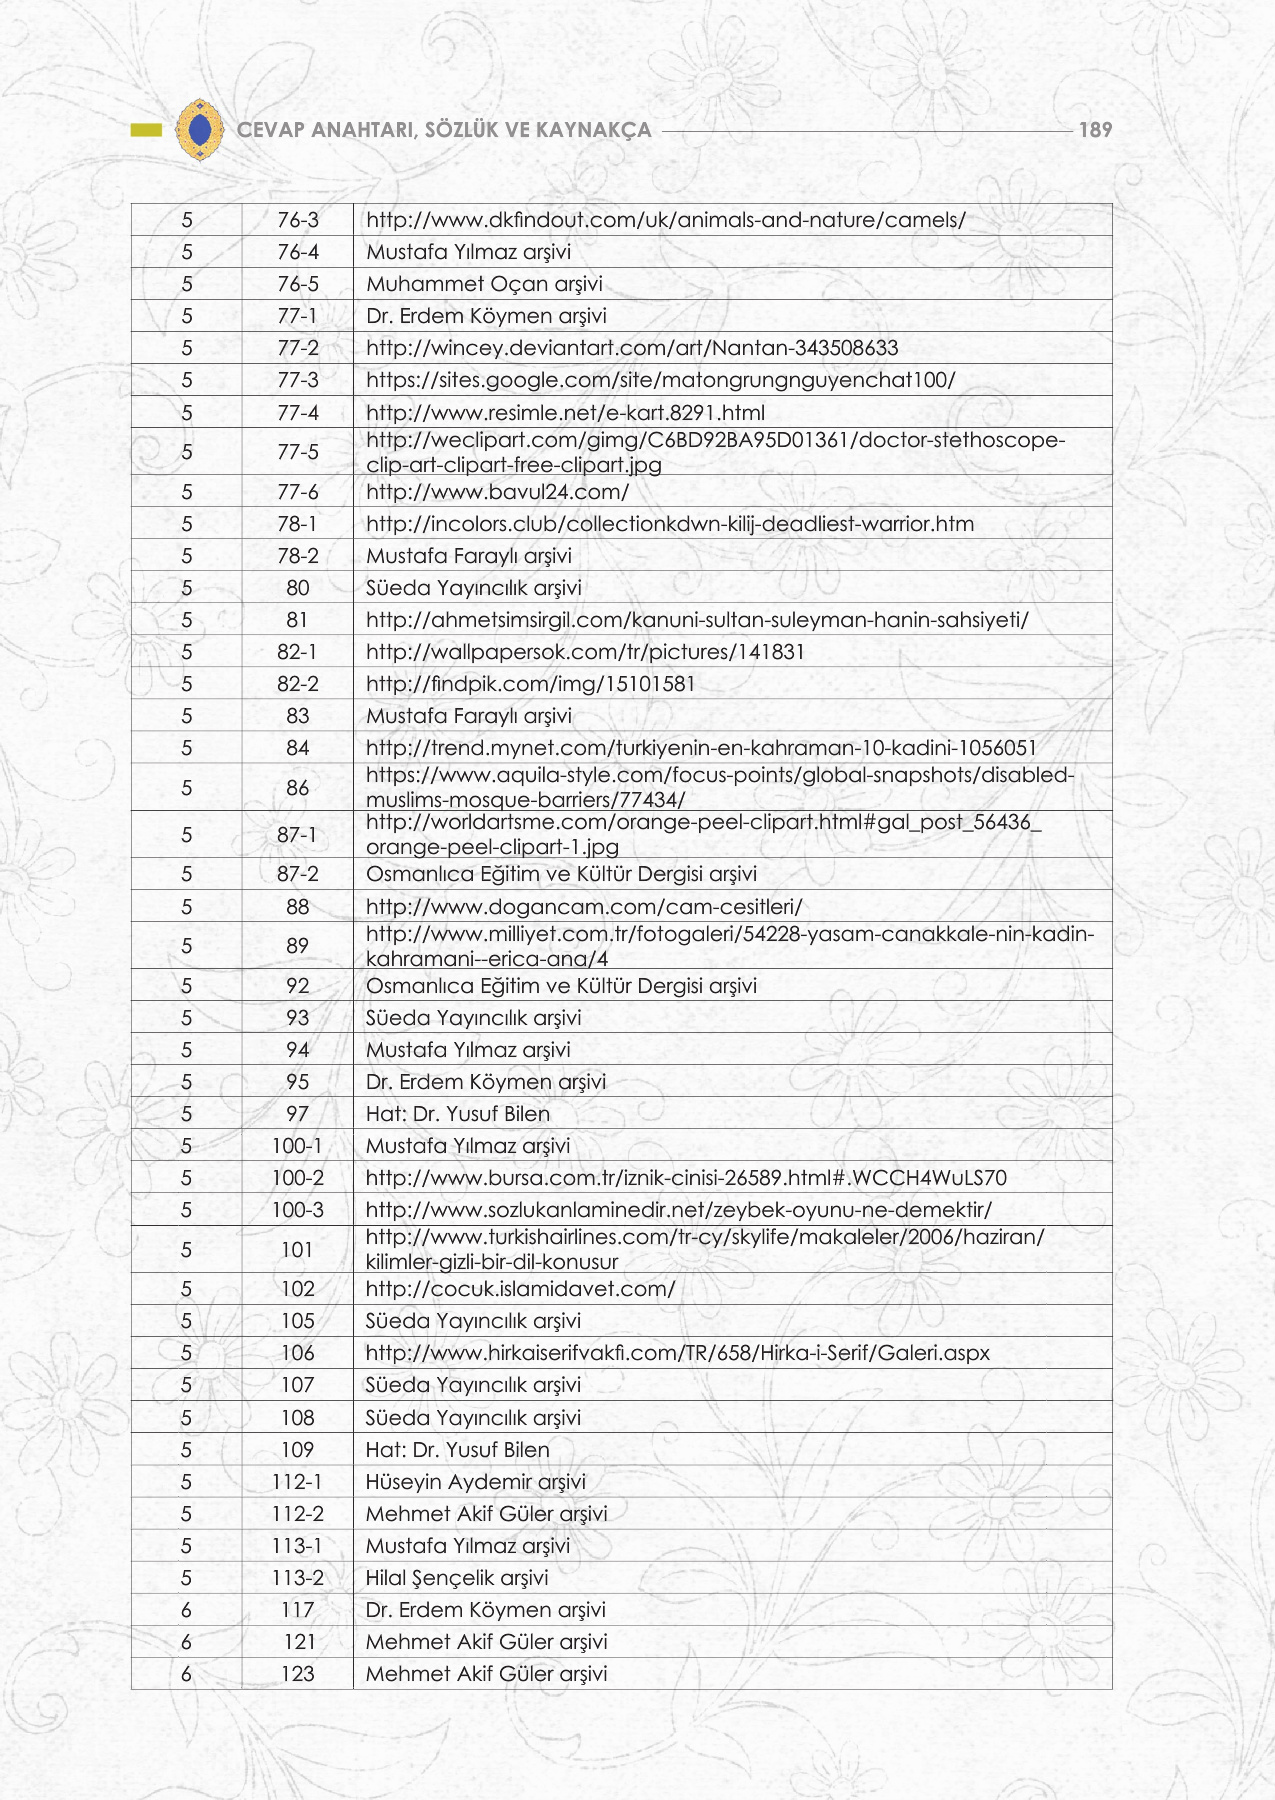 CEVAP ANAHTARI, SÖZLÜK VE KAYNAKÇA 189
5 76-3 http://www.dkfindout.com/uk/animals-and-nature/camels/
5 76-4 Mustafa Yılmaz arşivi
5 76-5 Muhammet Oçan arşivi
5 77-1 Dr. Erdem Köymen arşivi
5 77-2 http://wincey.deviantart.com/art/Nantan-343508633
5 77-3 https://sites.google.com/site/matongrungnguyenchat100/
5 77-4 http://www.resimle.net/e-kart.8291.html
5 77-5 http://weclipart.com/gimg/C6BD92BA95D01361/doctor-stethoscope-
clip-art-clipart-free-clipart.jpg
5 77-6 http://www.bavul24.com/
5 78-1 http://incolors.club/collectionkdwn-kilij-deadliest-warrior.htm
5 78-2 Mustafa Faraylı arşivi
5 80 Süeda Yayıncılık arşivi
5 81 http://ahmetsimsirgil.com/kanuni-sultan-suleyman-hanin-sahsiyeti/
5 82-1 http://wallpapersok.com/tr/pictures/141831
5 82-2 http://findpik.com/img/15101581
5 83 Mustafa Faraylı arşivi
5 84 http://trend.mynet.com/turkiyenin-en-kahraman-10-kadini-1056051
5 86 https://www.aquila-style.com/focus-points/global-snapshots/disabled-
muslims-mosque-barriers/77434/
5 87-1 http://worldartsme.com/orange-peel-clipart.html#gal_post_56436_
orange-peel-clipart-1.jpg
5 87-2 Osmanlıca Eğitim ve Kültür Dergisi arşivi
5 88 http://www.dogancam.com/cam-cesitleri/
5 89 http://www.milliyet.com.tr/fotogaleri/54228-yasam-canakkale-nin-kadin-
kahramani--erica-ana/4
5 92 Osmanlıca Eğitim ve Kültür Dergisi arşivi
5 93 Süeda Yayıncılık arşivi
5 94 Mustafa Yılmaz arşivi
5 95 Dr. Erdem Köymen arşivi
5 97 Hat: Dr. Yusuf Bilen
5 100-1 Mustafa Yılmaz arşivi
5 100-2 http://www.bursa.com.tr/iznik-cinisi-26589.html#.WCCH4WuLS70
5 100-3 http://www.sozlukanlaminedir.net/zeybek-oyunu-ne-demektir/
5 101 http://www.turkishairlines.com/tr-cy/skylife/makaleler/2006/haziran/
kilimler-gizli-bir-dil-konusur
5 102 http://cocuk.islamidavet.com/
5 105 Süeda Yayıncılık arşivi
5 106 http://www.hirkaiserifvakfi.com/TR/658/Hirka-i-Serif/Galeri.aspx
5 107 Süeda Yayıncılık arşivi
5 108 Süeda Yayıncılık arşivi
5 109 Hat: Dr. Yusuf Bilen
5 112-1 Hüseyin Aydemir arşivi
5 112-2 Mehmet Akif Güler arşivi
5 113-1 Mustafa Yılmaz arşivi
5 113-2 Hilal Şençelik arşivi
6 117 Dr. Erdem Köymen arşivi
6 121 Mehmet Akif Güler arşivi
6 123 Mehmet Akif Güler arşivi